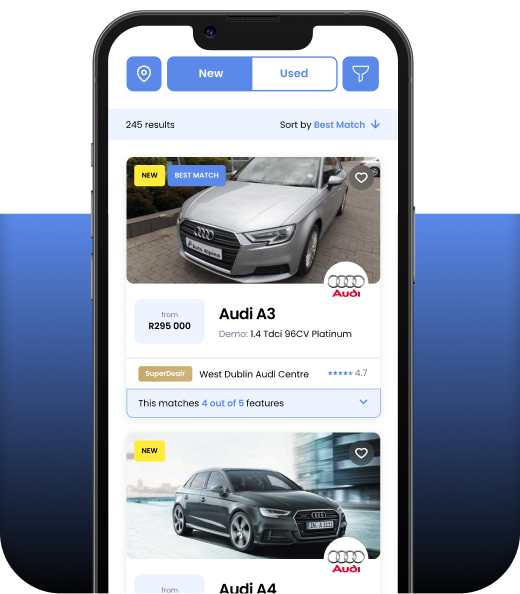 New
Used
245 results
Sort by Best Match
NEW
BEST MATCH
Auto Alpina
Audi
from
R295 000
Audi A3
Demo: 1.4 Tdci 96CV Platinum
SuperDealr
West Dublin Audi Centre
4.7
This matches 4 out of 5 features
NEW
Audi
from
Audi A4